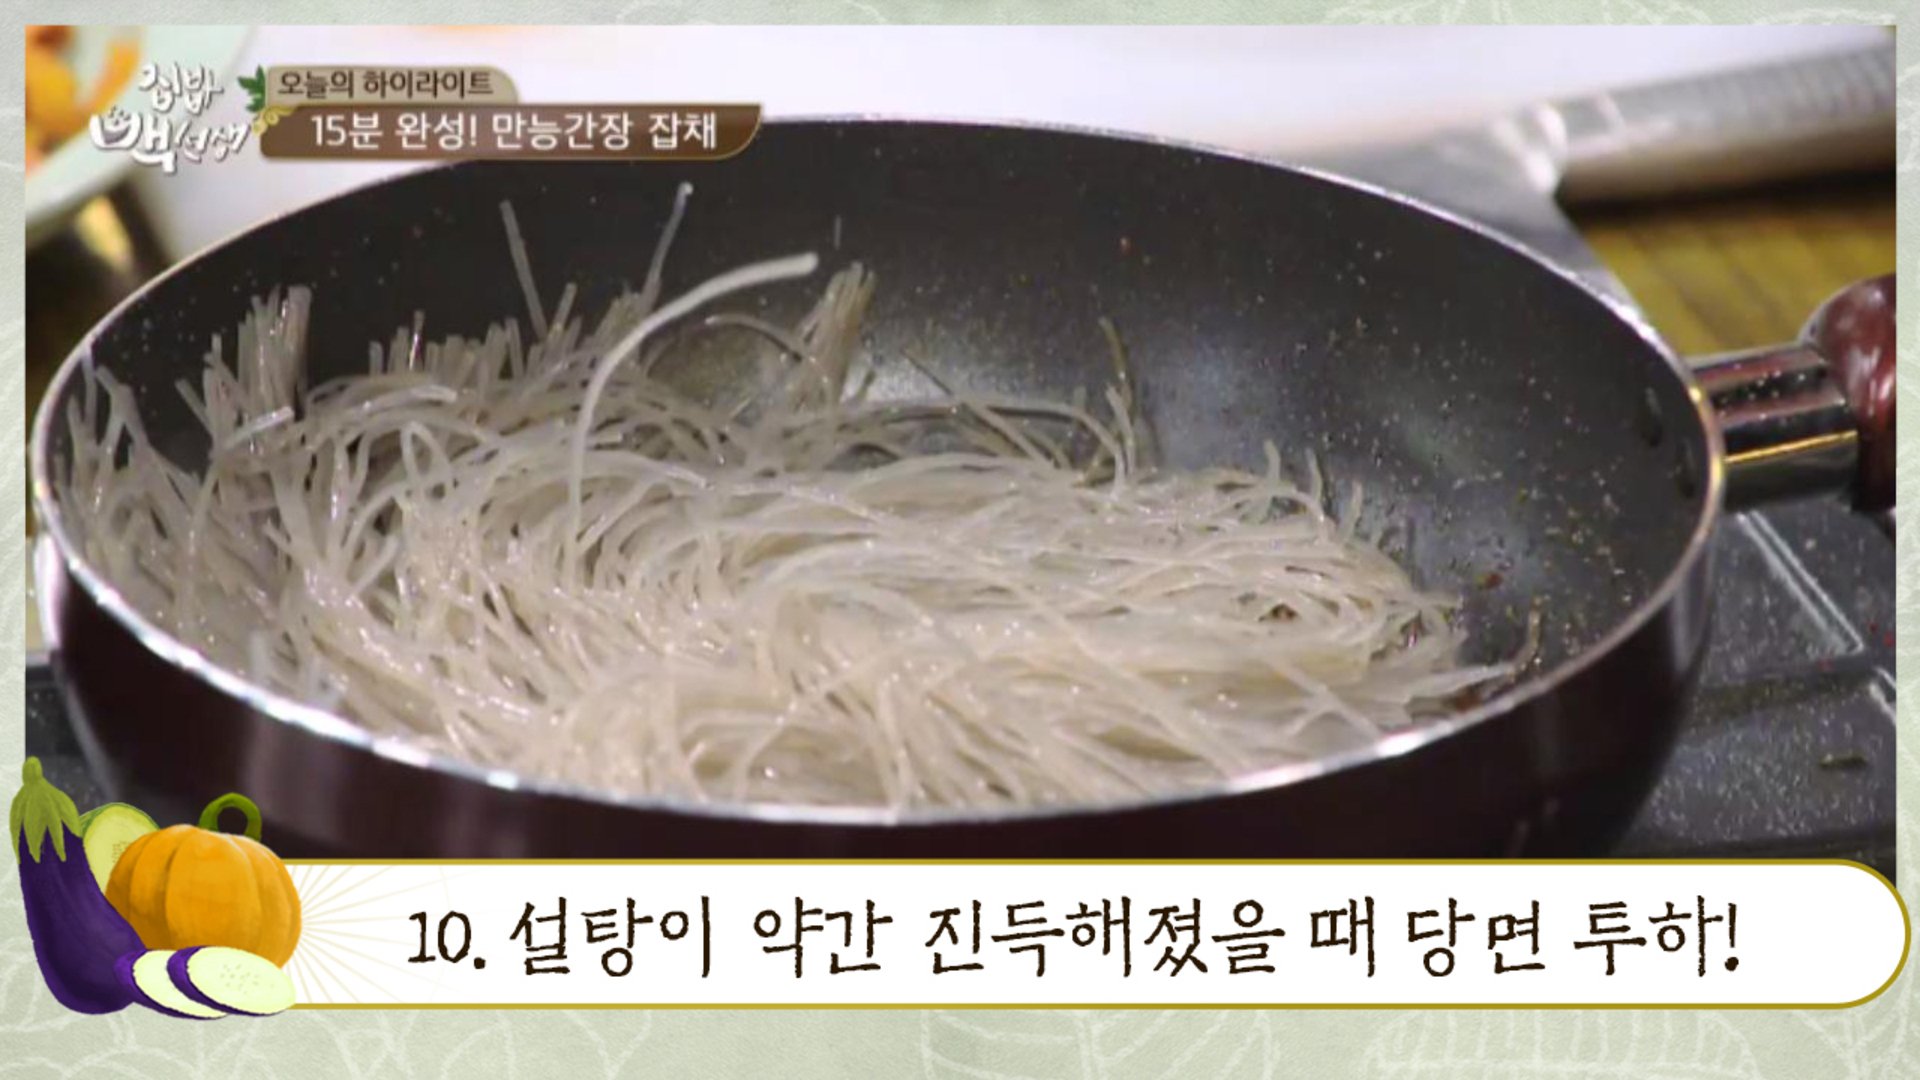 집밥
백선생
오늘의 하이라이트
15분 완성! 만능간장 잡채
10. 설탕이 약간 진득해졌을 때 당면 투하!